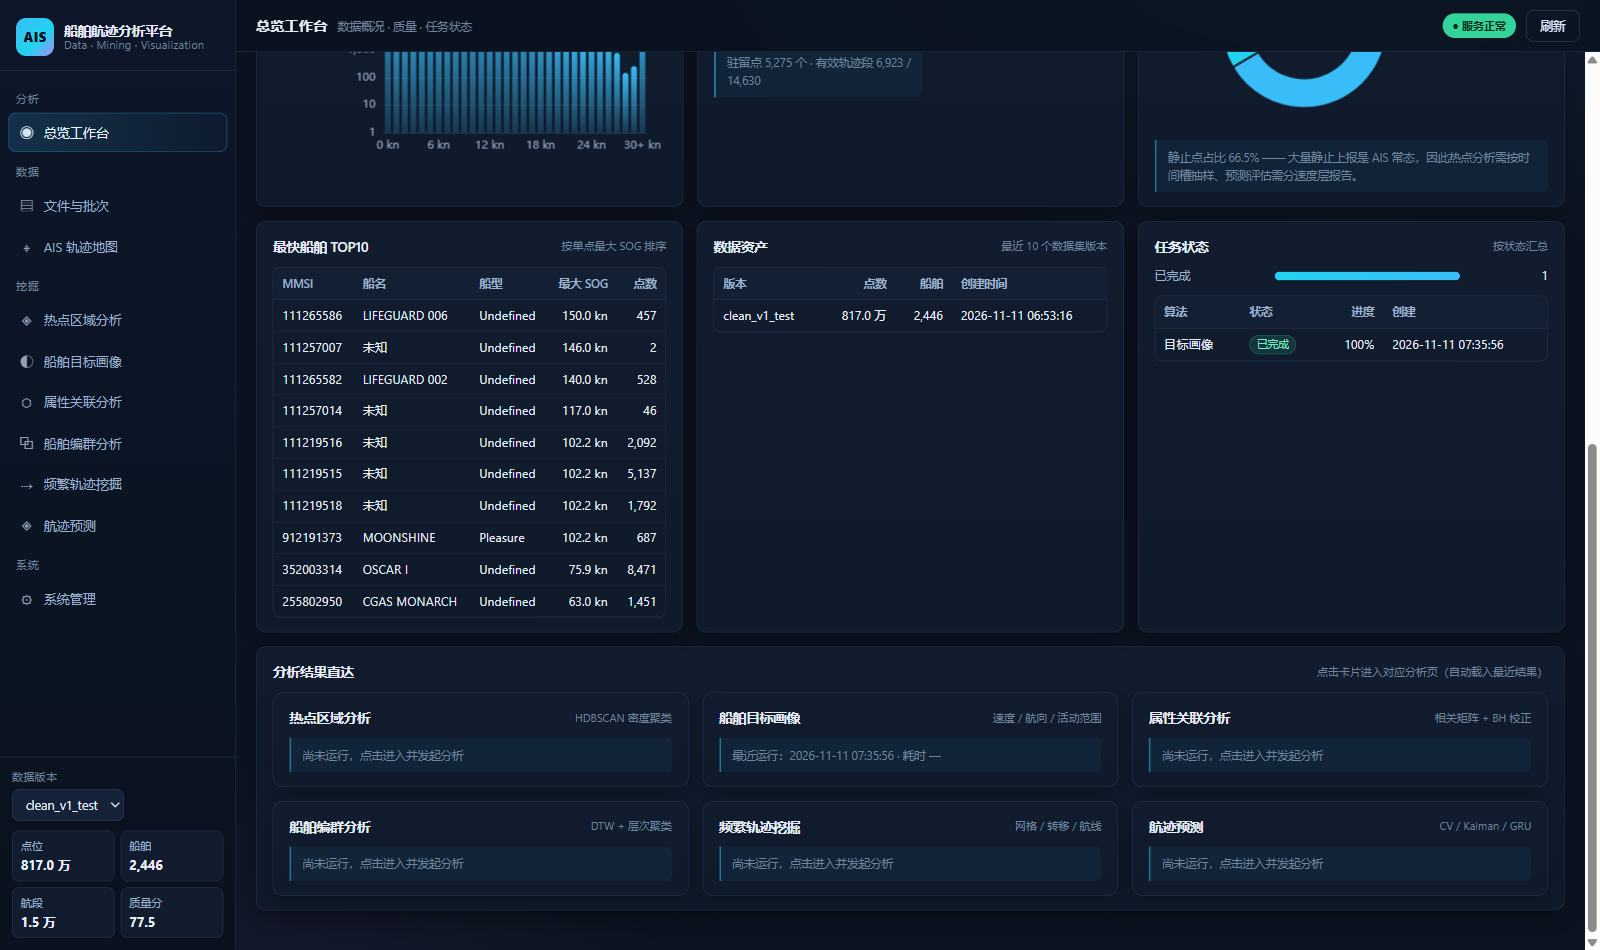 AIS
船舶航迹分析平台
Data · Mining · Visualization
分析
总览工作台
数据
文件与批次
AIS 轨迹地图
挖掘
热点区域分析
船舶目标画像
属性关联分析
船舶编群分析
频繁轨迹挖掘
航迹预测
系统
系统管理
数据版本
clean_v1_test
点位
817.0 万
船舶
2,446
航段
1.5 万
质量分
77.5
总览工作台 数据概况 · 质量 · 任务状态
服务正常
刷新
100
10
1
0 kn 6 kn 12 kn 18 kn 24 kn 30+ kn
驻留点 5,275 个 · 有效轨迹段 6,923 /
14,630
静止点占比 66.5% —— 大量静止上报是 AIS 常态，因此热点分析需按时
间槽抽样、预测评估需分速度层报告。
最快船舶 TOP10 按单点最大 SOG 排序
MMSI 船名 船型 最大 SOG 点数
111265586 LIFEGUARD 006 Undefined 150.0 kn 457
111257007 未知 Undefined 146.0 kn 2
111265582 LIFEGUARD 002 Undefined 140.0 kn 528
111257014 未知 Undefined 117.0 kn 46
111219516 未知 Undefined 102.2 kn 2,092
111219515 未知 Undefined 102.2 kn 5,137
111219518 未知 Undefined 102.2 kn 1,792
912191373 MOONSHINE Pleasure 102.2 kn 687
352003314 OSCAR I Undefined 75.9 kn 8,471
255802950 CGAS MONARCH Undefined 63.0 kn 1,451
数据资产 最近 10 个数据集版本
版本 点数 船舶 创建时间
clean_v1_test 817.0 万 2,446 2026-11-11 06:53:16
任务状态 按状态汇总
已完成 1
算法 状态 进度 创建
目标画像 已完成 100% 2026-11-11 07:35:56
分析结果直达 点击卡片进入对应分析页（自动载入最近结果）
热点区域分析 HDBSCAN 密度聚类
尚未运行，点击进入并发起分析
船舶目标画像 速度 / 航向 / 活动范围
最近运行：2026-11-11 07:35:56 · 耗时 —
属性关联分析 相关矩阵 + BH 校正
尚未运行，点击进入并发起分析
船舶编群分析 DTW + 层次聚类
尚未运行，点击进入并发起分析
频繁轨迹挖掘 网格 / 转移 / 航线
尚未运行，点击进入并发起分析
航迹预测 CV / Kalman / GRU
尚未运行，点击进入并发起分析